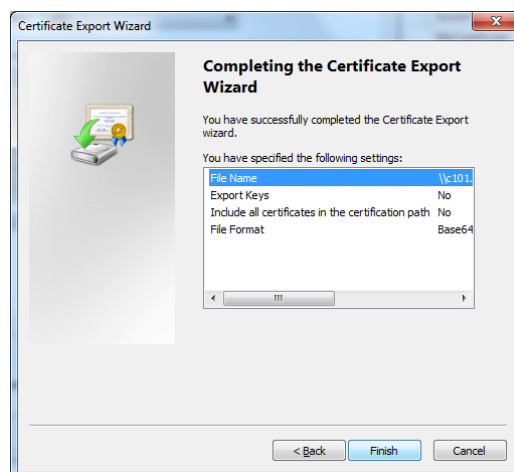 Certificate Export Wizard
Completing the Certificate Export
Wizard
You have successfully completed the Certificate Export
wizard.
You have specified the following settings:
File Name \\c101.
Export Keys No
Include all certificates in the certification path No
File Format Base64
< Back Finish Cancel